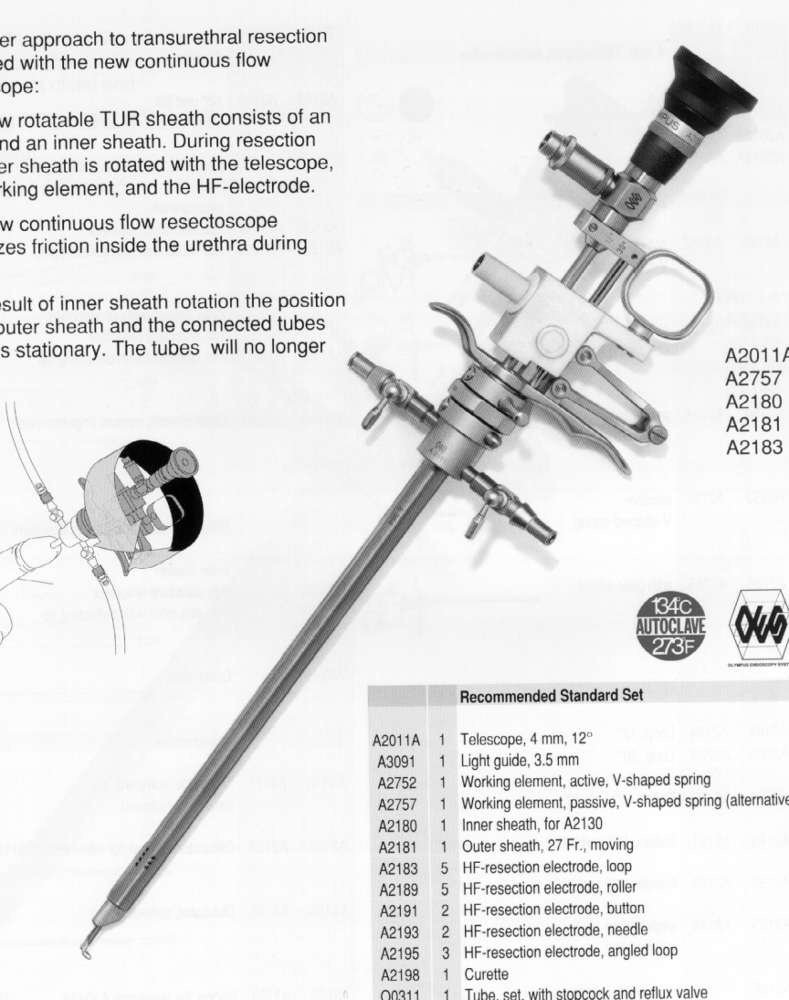 er approach to transurethral resection
ed with the new continuous flow
cope:
w rotatable TUR sheath consists of an
nd an inner sheath. During resection
er sheath is rotated with the telescope,
rking element, and the HF-electrode.
w continuous flow resectoscope
zes friction inside the urethra during
esult of inner sheath rotation the position
outer sheath and the connected tubes
s stationary. The tubes will no longer
A2011A
A2757
A2180
A2181
A2183
134°C
AUTOCLAVE
273°F
OLYMPUS ENDOSCOPY SYST
Recommended Standard Set
A2011A 1 Telescope, 4 mm, 12°
A3091 1 Light guide, 3.5 mm
A2752 1 Working element, active, V-shaped spring
A2757 1 Working element, passive, V-shaped spring (alternative
A2180 1 Inner sheath, for A2130
A2181 1 Outer sheath, 27 Fr., moving
A2183 5 HF-resection electrode, loop
A2189 5 HF-resection electrode, roller
A2191 2 HF-resection electrode, button
A2193 2 HF-resection electrode, needle
A2195 3 HF-resection electrode, angled loop
A2198 1 Curette
O0311 1 Tube, set, with stopcock and reflux valve